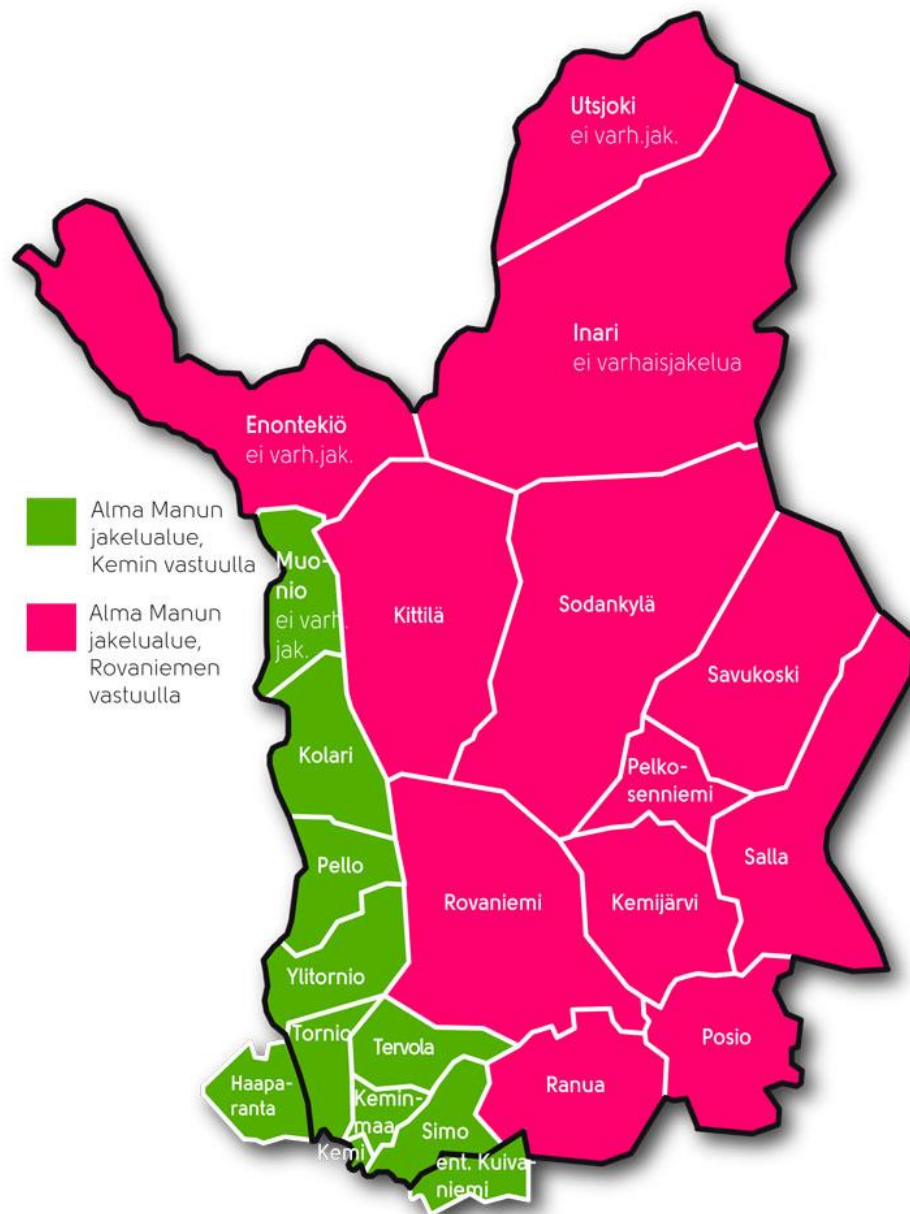 Utsjoki
ei varh.jak.
Inari
ei varhaisjakelua
Enontekiö
ei varh.jak.
Alma Manun
jakelualue,
Kemin vastuulla
Alma Manun
jakelualue,
Rovaniemen
vastuulla
Muo-
nio
ei varh.
jak.
Kittilä
Sodankylä
Savukoski
Kolari
Pelko-
senniemi
Pello
Rovaniemi
Kemijärvi
Salla
Ylitornio
Tornio
Tervola
Posio
Haapa-
ranta
Kemin-
maa
Ranua
Simo
Kemi
ent. Kuiva-
niemi